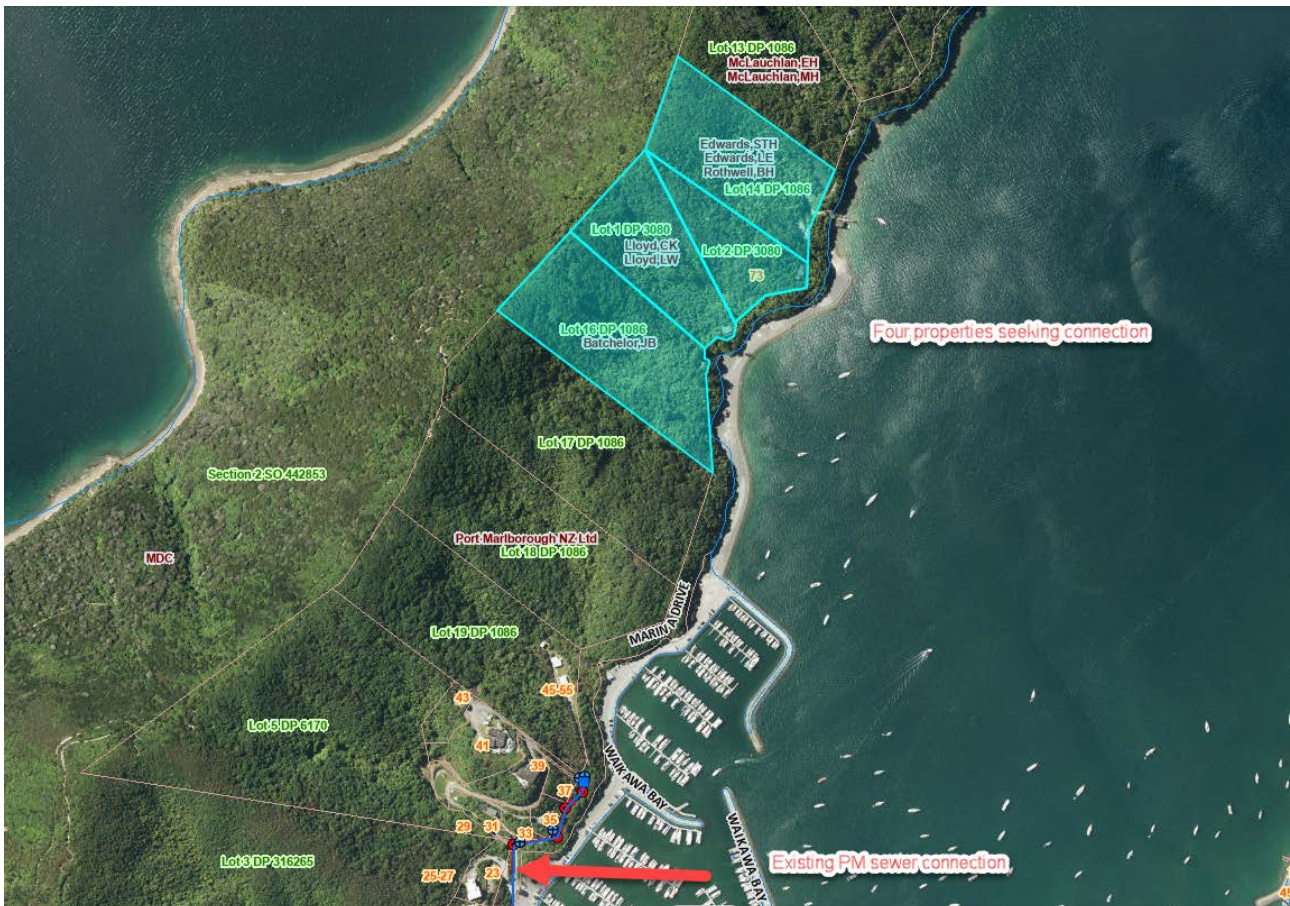 Lot 13 DP 1086
McLauchlan,EH
McLauchlan,MH
Edwards,STH
Edwards,LE
Rothwell,BH
Lot 14 DP 1086
Lot 1 DP 3080
Lloyd,CK
Lloyd,LW
Lot 2 DP 3080
73
Lot 16 DP 1086
Batchelor,JB
Four properties seeking connection
Lot 17 DP 1086
Section 2 SO 442853
MDC
Port Marlborough NZ Ltd
Lot 18 DP 1086
MARINA DRIVE
Lot 19 DP 1086
45-55
43
Lot 5 DP 6170
41
39
WAIKAWA BAY
37
35
29
31
33
WAIKAWA BAY
Lot 3 DP 316265
25-27
23
Existing PM sewer connection